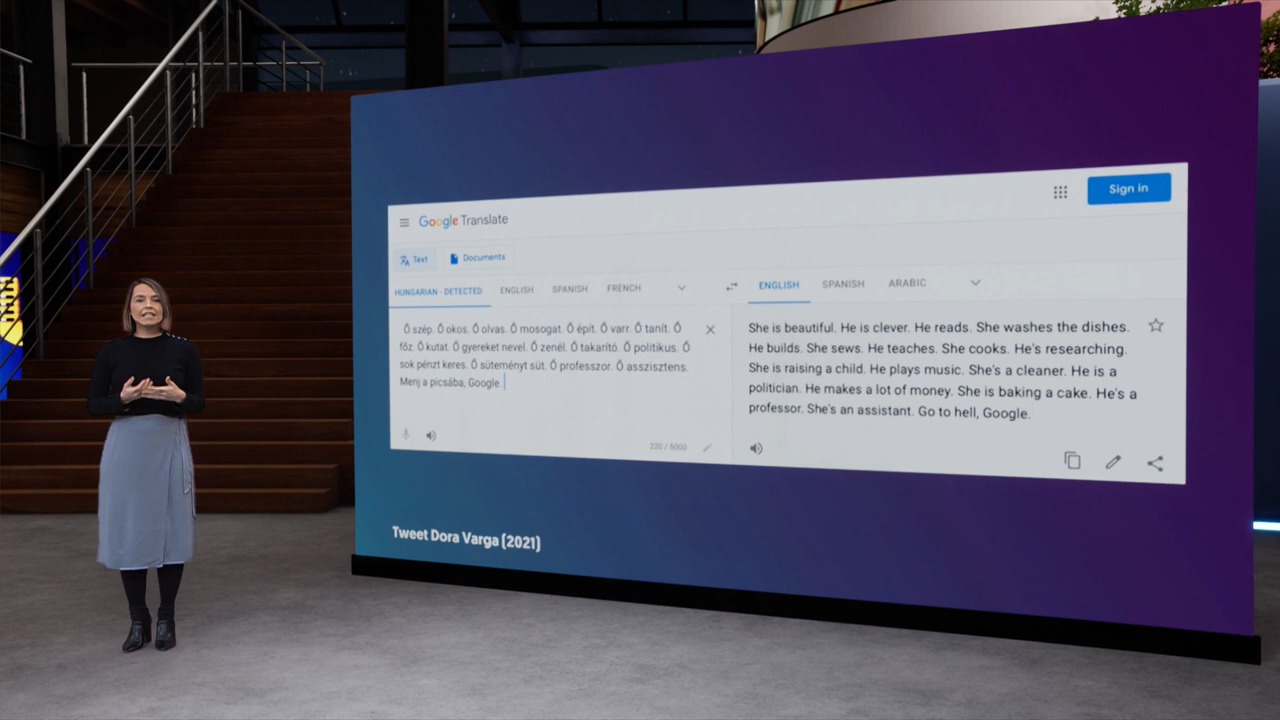 Google Translate
Sign in
Text
Documents
HUNGARIAN - DETECTED
ENGLISH
SPANISH
FRENCH
ENGLISH
SPANISH
ARABIC
Ő szép. Ő okos. Ő olvas. Ő mosogat. Ő épít. Ő varr. Ő tanít. Ő
főz. Ő kutat. Ő gyereket nevel. Ő zenél. Ő takarító. Ő politikus. Ő
sok pénzt keres. Ő süteményt süt. Ő professzor. Ő asszisztens.
Menj a picsába, Google.
220 / 5000
She is beautiful. He is clever. He reads. She washes the dishes.
He builds. She sews. He teaches. She cooks. He's researching.
She is raising a child. He plays music. She's a cleaner. He is a
politician. He makes a lot of money. She is baking a cake. He's a
professor. She's an assistant. Go to hell, Google.
Tweet Dora Varga (2021)